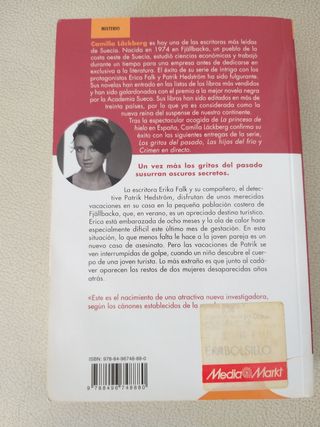 MISTERIO
Camilla Läckberg es hoy una de las escritoras más leídas
de Suecia. Nacida en 1974 en Fjällbacka, un pueblo de la
costa oeste de Suecia, estudió ciencias económicas y trabajó
durante un tiempo para una empresa antes de dedicarse en
exclusiva a la literatura. El éxito de su serie de intriga con los
protagonistas Erica Falk y Patrik Hedström ha sido fulgurante.
Sus novelas han entrado en las listas de los libros más vendidos
y han sido galardonadas con el premio a la mejor novela negra
por la Academia Sueca. Sus libros han sido editados en más de
treinta países, por lo que ya es considerada como la
nueva reina del suspense de nuestro continente.
Tras la espectacular acogida de La princesa de
hielo en España, Camilla Läckberg confirma su
éxito con las siguientes entregas de la serie,
Los gritos del pasado, Las hijas del frío y
Crimen en directo.
Un vez más los gritos del pasado
susurran oscuros secretos.
La escritora Erika Falk y su compañero, el detec-
tive Patrik Hedström, disfrutan de unas merecidas
vacaciones en su casa en la pequeña población costera de
Fjällbacka, que, en verano, es un apreciado destino turístico.
Erica está embarazada de ocho meses y la ola de calor hace
especialmente difícil este último mes de gestación. En esta
situación, lo que menos falta le hace a la joven pareja es un
nuevo caso de asesinato. Pero las vacaciones de Patrik se
ven interrumpidas de golpe, cuando un niño descubre el cuer-
po de una joven turista. Lo más extraño es que junto al cadá-
ver aparecen los restos de dos mujeres desaparecidas años
atrás.
«Este es el nacimiento de una atractiva nueva investigadora,
según los cánones establecidos de la
ISBN: 978-84-96748-88-0
9 788496 748880
BOLSILLO
Media Markt